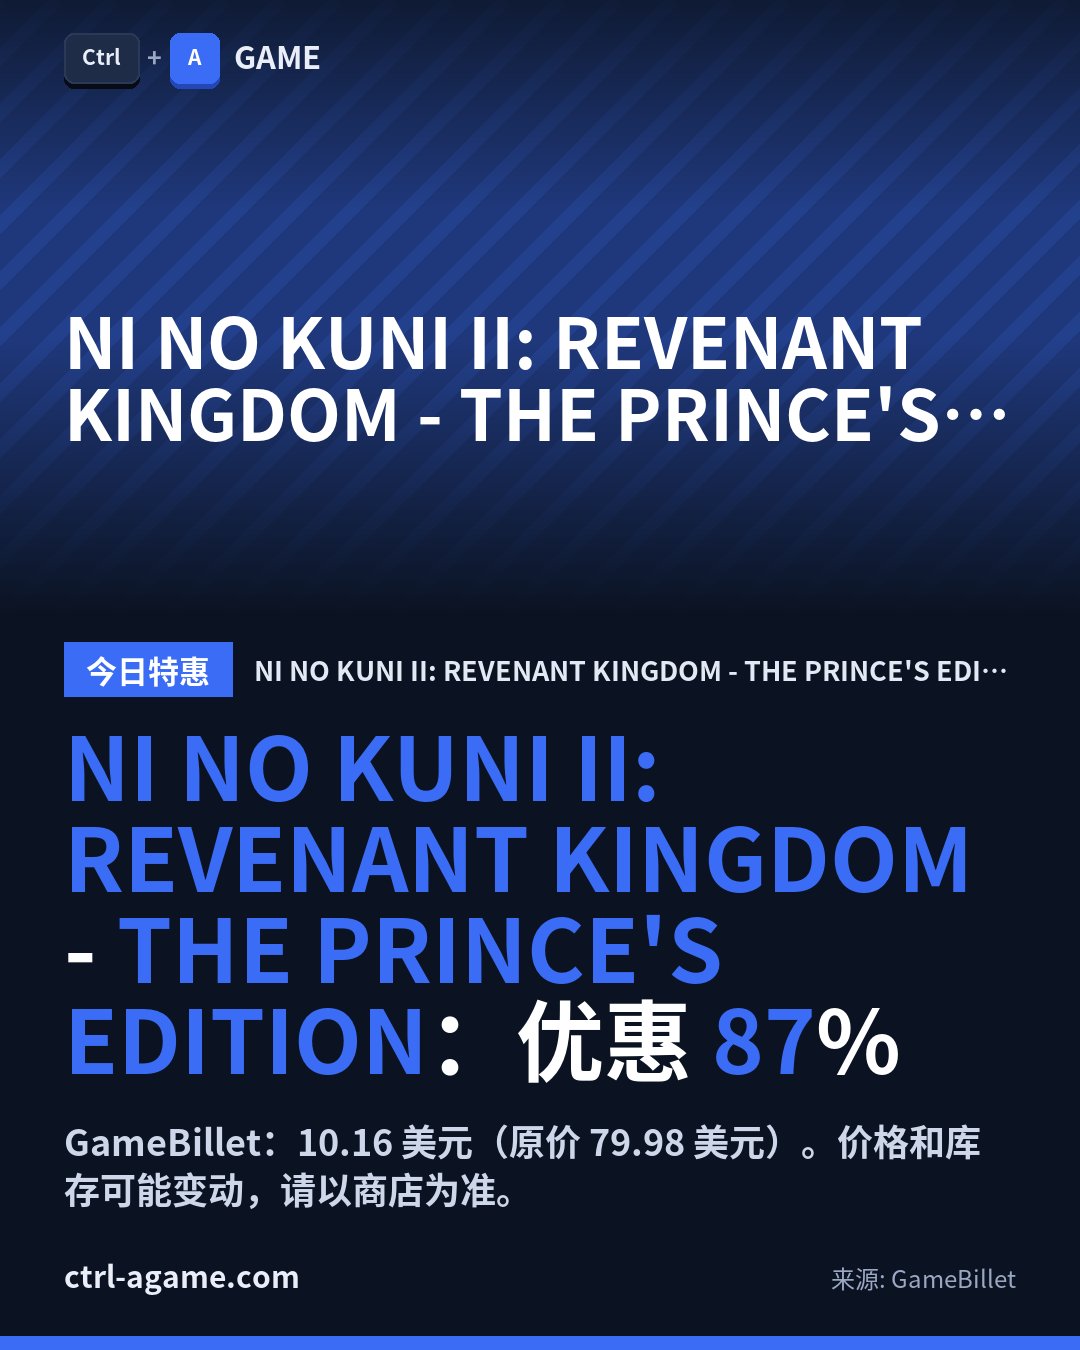 Ctrl + A GAME
NI NO KUNI II: REVENANT
KINGDOM - THE PRINCE'S…
今日特惠 NI NO KUNI II: REVENANT KINGDOM - THE PRINCE'S EDI…
NI NO KUNI II:
REVENANT KINGDOM
- THE PRINCE'S
EDITION：优惠 87%
GameBillet：10.16 美元（原价 79.98 美元）。价格和库
存可能变动，请以商店为准。
ctrl-agame.com
来源: GameBillet